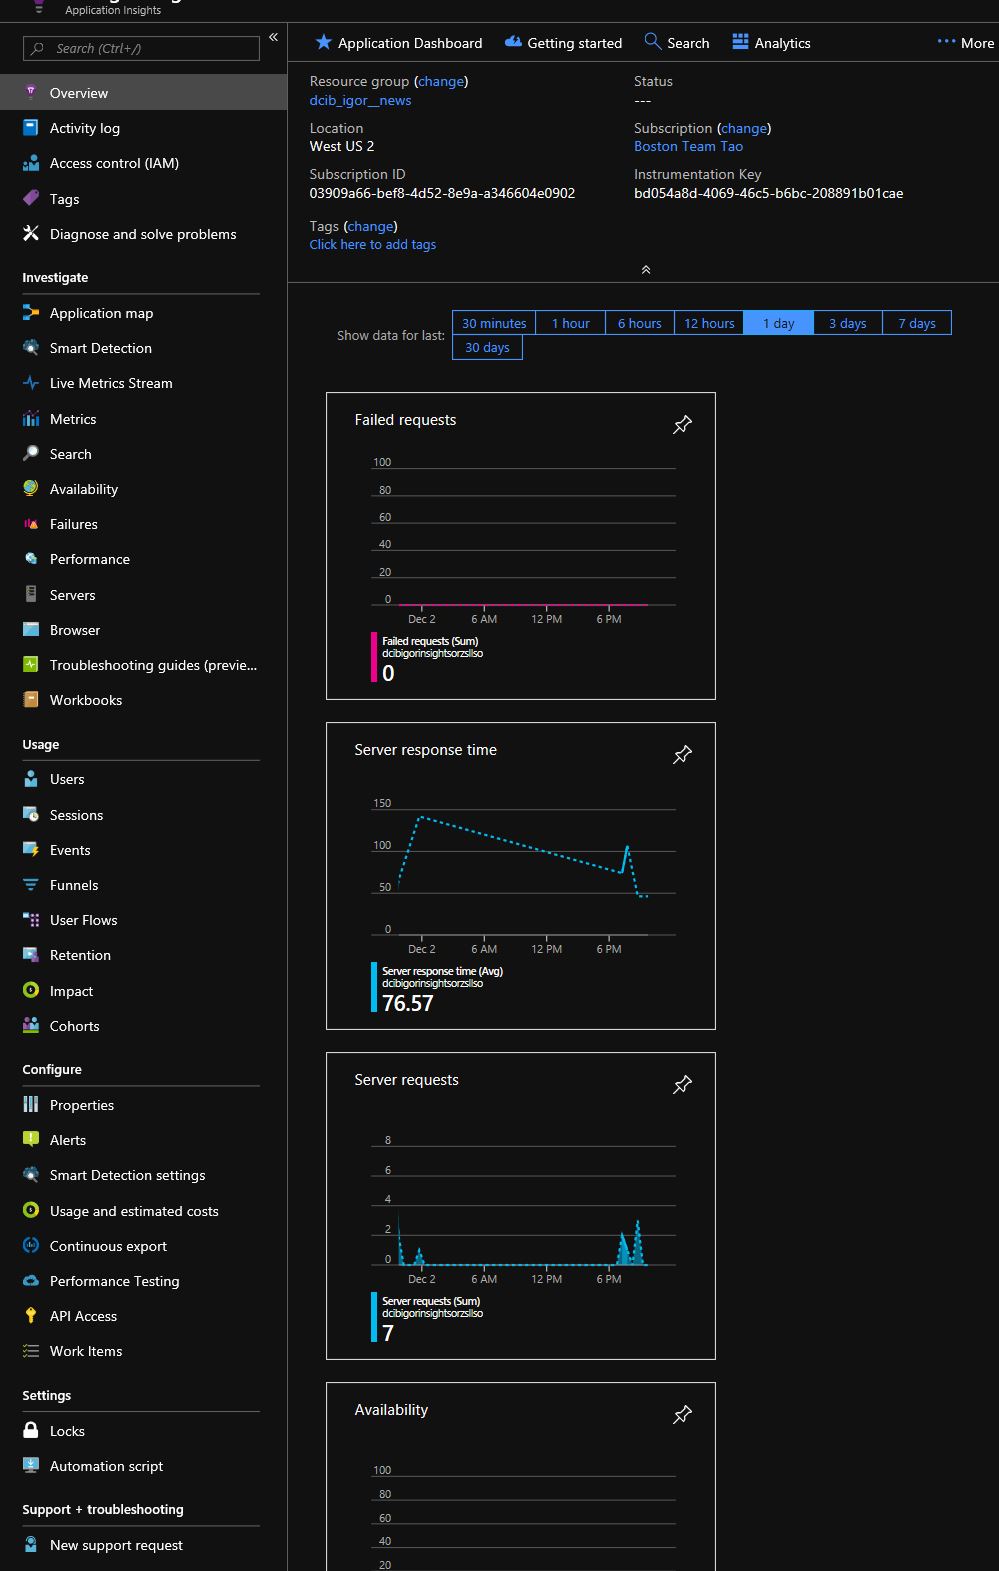 Application Insights
Search (Ctrl+/)
«
Overview
Activity log
Access control (IAM)
Tags
Diagnose and solve problems
Investigate
Application map
Smart Detection
Live Metrics Stream
Metrics
Search
Availability
Failures
Performance
Servers
Browser
Troubleshooting guides (previe...
Workbooks
Usage
Users
Sessions
Events
Funnels
User Flows
Retention
Impact
Cohorts
Configure
Properties
Alerts
Smart Detection settings
Usage and estimated costs
Continuous export
Performance Testing
API Access
Work Items
Settings
Locks
Automation script
Support + troubleshooting
New support request
Application Dashboard Getting started Search Analytics ··· More
Resource group (change)
dcib_igor__news
Location
West US 2
Subscription ID
03909a66-bef8-4d52-8e9a-a346604e0902
Tags (change)
Click here to add tags
Status
---
Subscription (change)
Boston Team Tao
Instrumentation Key
bd054a8d-4069-46c5-b6bc-208891b01cae
Show data for last:
30 minutes 1 hour 6 hours 12 hours 1 day 3 days 7 days
30 days
Failed requests
100
80
60
40
20
0
Dec 2 6 AM 12 PM 6 PM
Failed requests (Sum)
dcibigorinsightsorzsllso
0
Server response time
150
100
50
0
Dec 2 6 AM 12 PM 6 PM
Server response time (Avg)
dcibigorinsightsorzsllso
76.57
Server requests
8
6
4
2
0
Dec 2 6 AM 12 PM 6 PM
Server requests (Sum)
dcibigorinsightsorzsllso
7
Availability
100
80
60
40
20